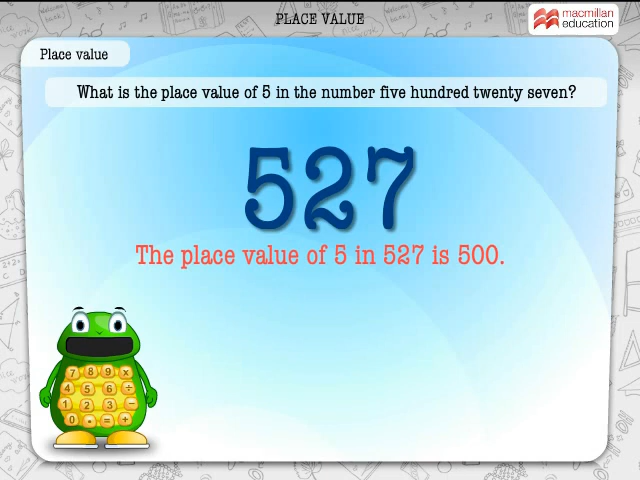 PLACE VALUE
macmillan
education
Place value
What is the place value of 5 in the number five hundred twenty seven?
527
The place value of 5 in 527 is 500.
7 8 9 x
4 5 6 ÷
1 2 3 −
0 • = +